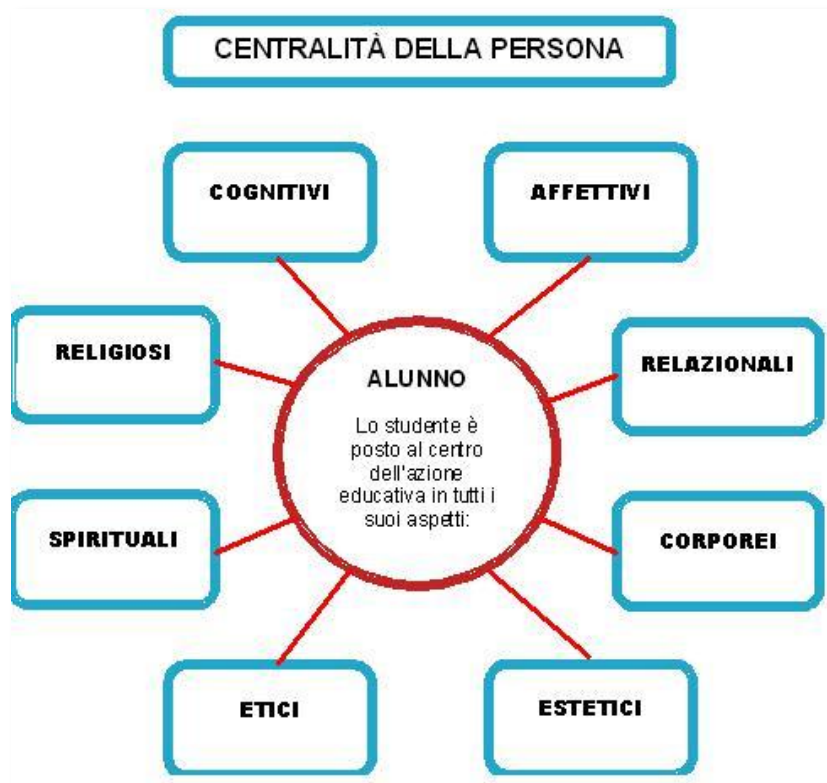 CENTRALITÀ DELLA PERSONA
COGNITIVI
AFFETTIVI
RELIGIOSI
RELAZIONALI
ALUNNO
Lo studente è
posto al centro
dell'azione
educativa in tutti i
suoi aspetti:
SPIRITUALI
CORPOREI
ETICI
ESTETICI